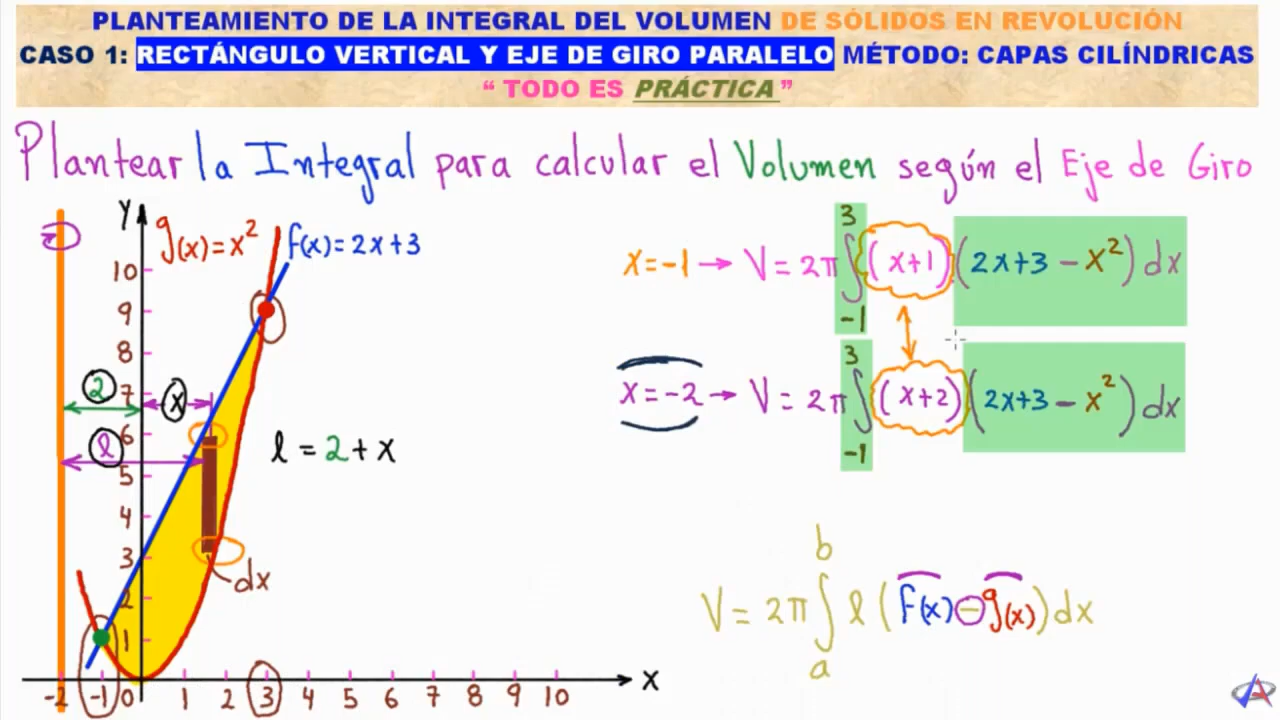 PLANTEAMIENTO DE LA INTEGRAL DEL VOLUMEN DE SÓLIDOS EN REVOLUCIÓN
CASO 1: RECTÁNGULO VERTICAL Y EJE DE GIRO PARALELO MÉTODO: CAPAS CILÍNDRICAS
“ TODO ES PRÁCTICA ”
Plantear la Integral para calcular el Volumen según el Eje de Giro
y
g(x)=x²
f(x)=2x+3
10
9
8
7
6
5
4
3
2
1
2
x
l
l = 2+x
dx
-2 -1 0 1 2 3 4 5 6 7 8 9 10
x
x=-1 → V = 2π ∫₋₁³ (x+1)(2x+3-x²)dx
x=-2 → V = 2π ∫₋₁³ (x+2)(2x+3-x²)dx
V = 2π ∫ₐᵇ l (f(x)-g(x))dx